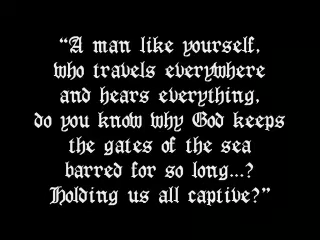 “A man like yourself,
who travels everywhere
and hears everything,
do you know why God keeps
the gates of the sea
barred for so long...?
Holding us all captive?”